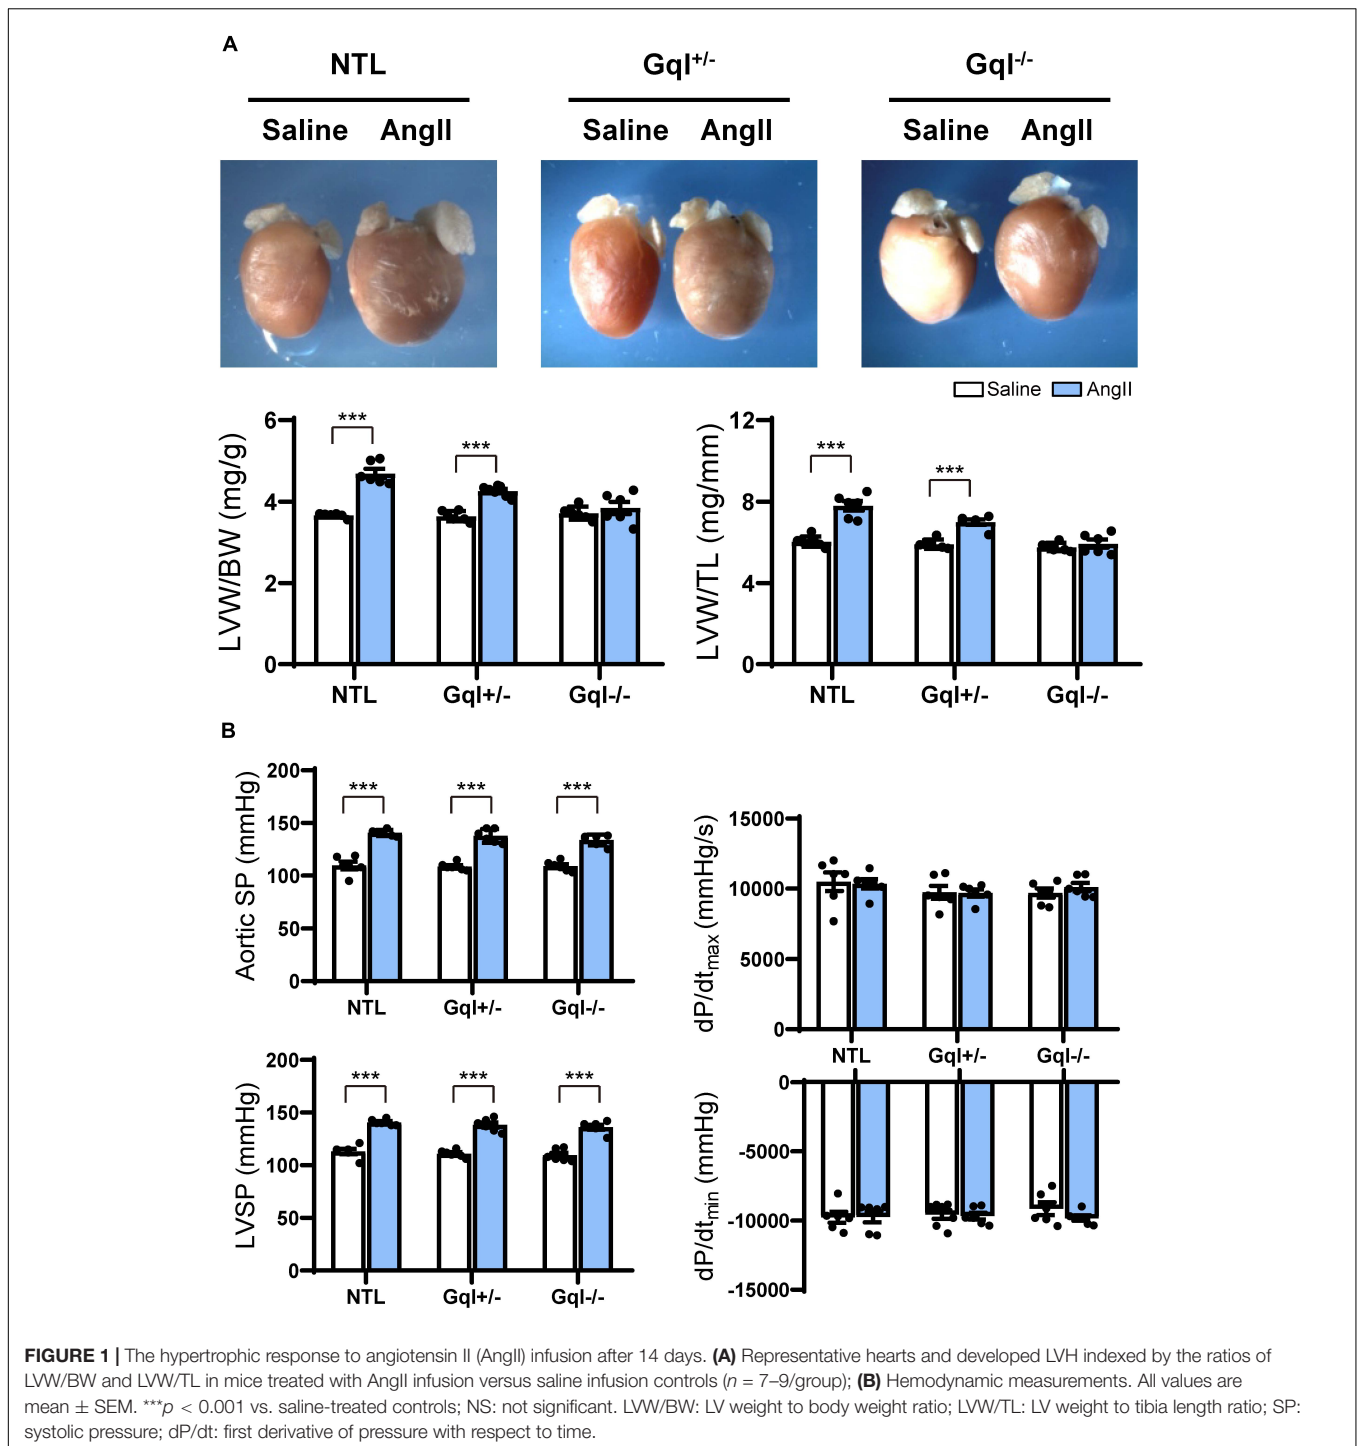 A
NTL
Gql+/-
Gql-/-
Saline AngII
Saline AngII
Saline AngII
Saline AngII
LVW/BW (mg/g)
6
4
2
0
***
***
NTL
Gql+/-
Gql-/-
LVW/TL (mg/mm)
12
8
4
0
***
***
NTL
Gql+/-
Gql-/-
B
Aortic SP (mmHg)
200
150
100
50
0
***
***
***
NTL
Gql+/-
Gql-/-
dP/dtmax (mmHg/s)
15000
10000
5000
0
NTL
Gql+/-
Gql-/-
LVSP (mmHg)
200
150
100
50
0
***
***
***
NTL
Gql+/-
Gql-/-
dP/dtmin (mmHg)
0
-5000
-10000
-15000
FIGURE 1 | The hypertrophic response to angiotensin II (AngII) infusion after 14 days. (A) Representative hearts and developed LVH indexed by the ratios of
LVW/BW and LVW/TL in mice treated with AngII infusion versus saline infusion controls (n = 7–9/group); (B) Hemodynamic measurements. All values are
mean ± SEM. ***p < 0.001 vs. saline-treated controls; NS: not significant. LVW/BW: LV weight to body weight ratio; LVW/TL: LV weight to tibia length ratio; SP:
systolic pressure; dP/dt: first derivative of pressure with respect to time.